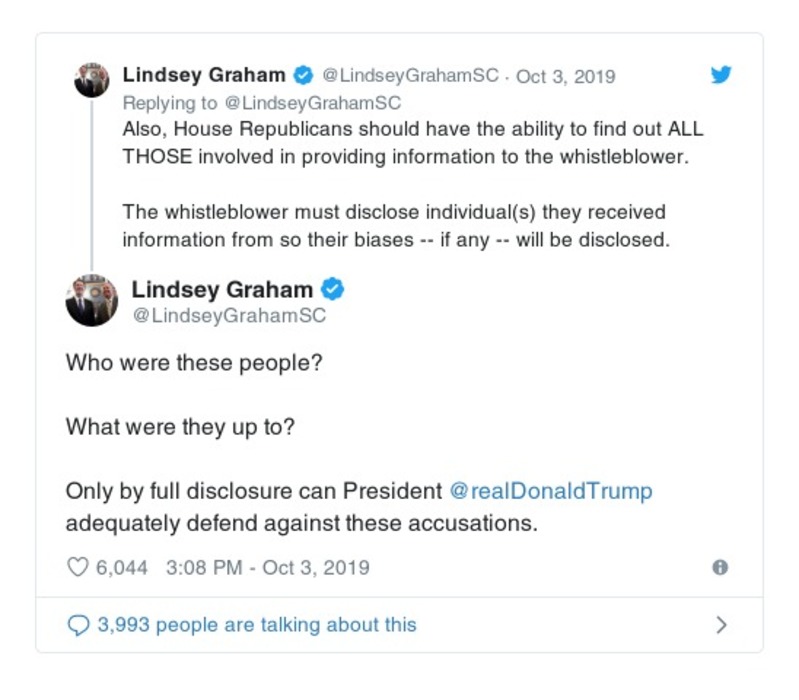 Lindsey Graham @LindseyGrahamSC · Oct 3, 2019
Replying to @LindseyGrahamSC
Also, House Republicans should have the ability to find out ALL
THOSE involved in providing information to the whistleblower.
The whistleblower must disclose individual(s) they received
information from so their biases -- if any -- will be disclosed.
Lindsey Graham
@LindseyGrahamSC
Who were these people?
What were they up to?
Only by full disclosure can President @realDonaldTrump
adequately defend against these accusations.
6,044 3:08 PM - Oct 3, 2019
3,993 people are talking about this